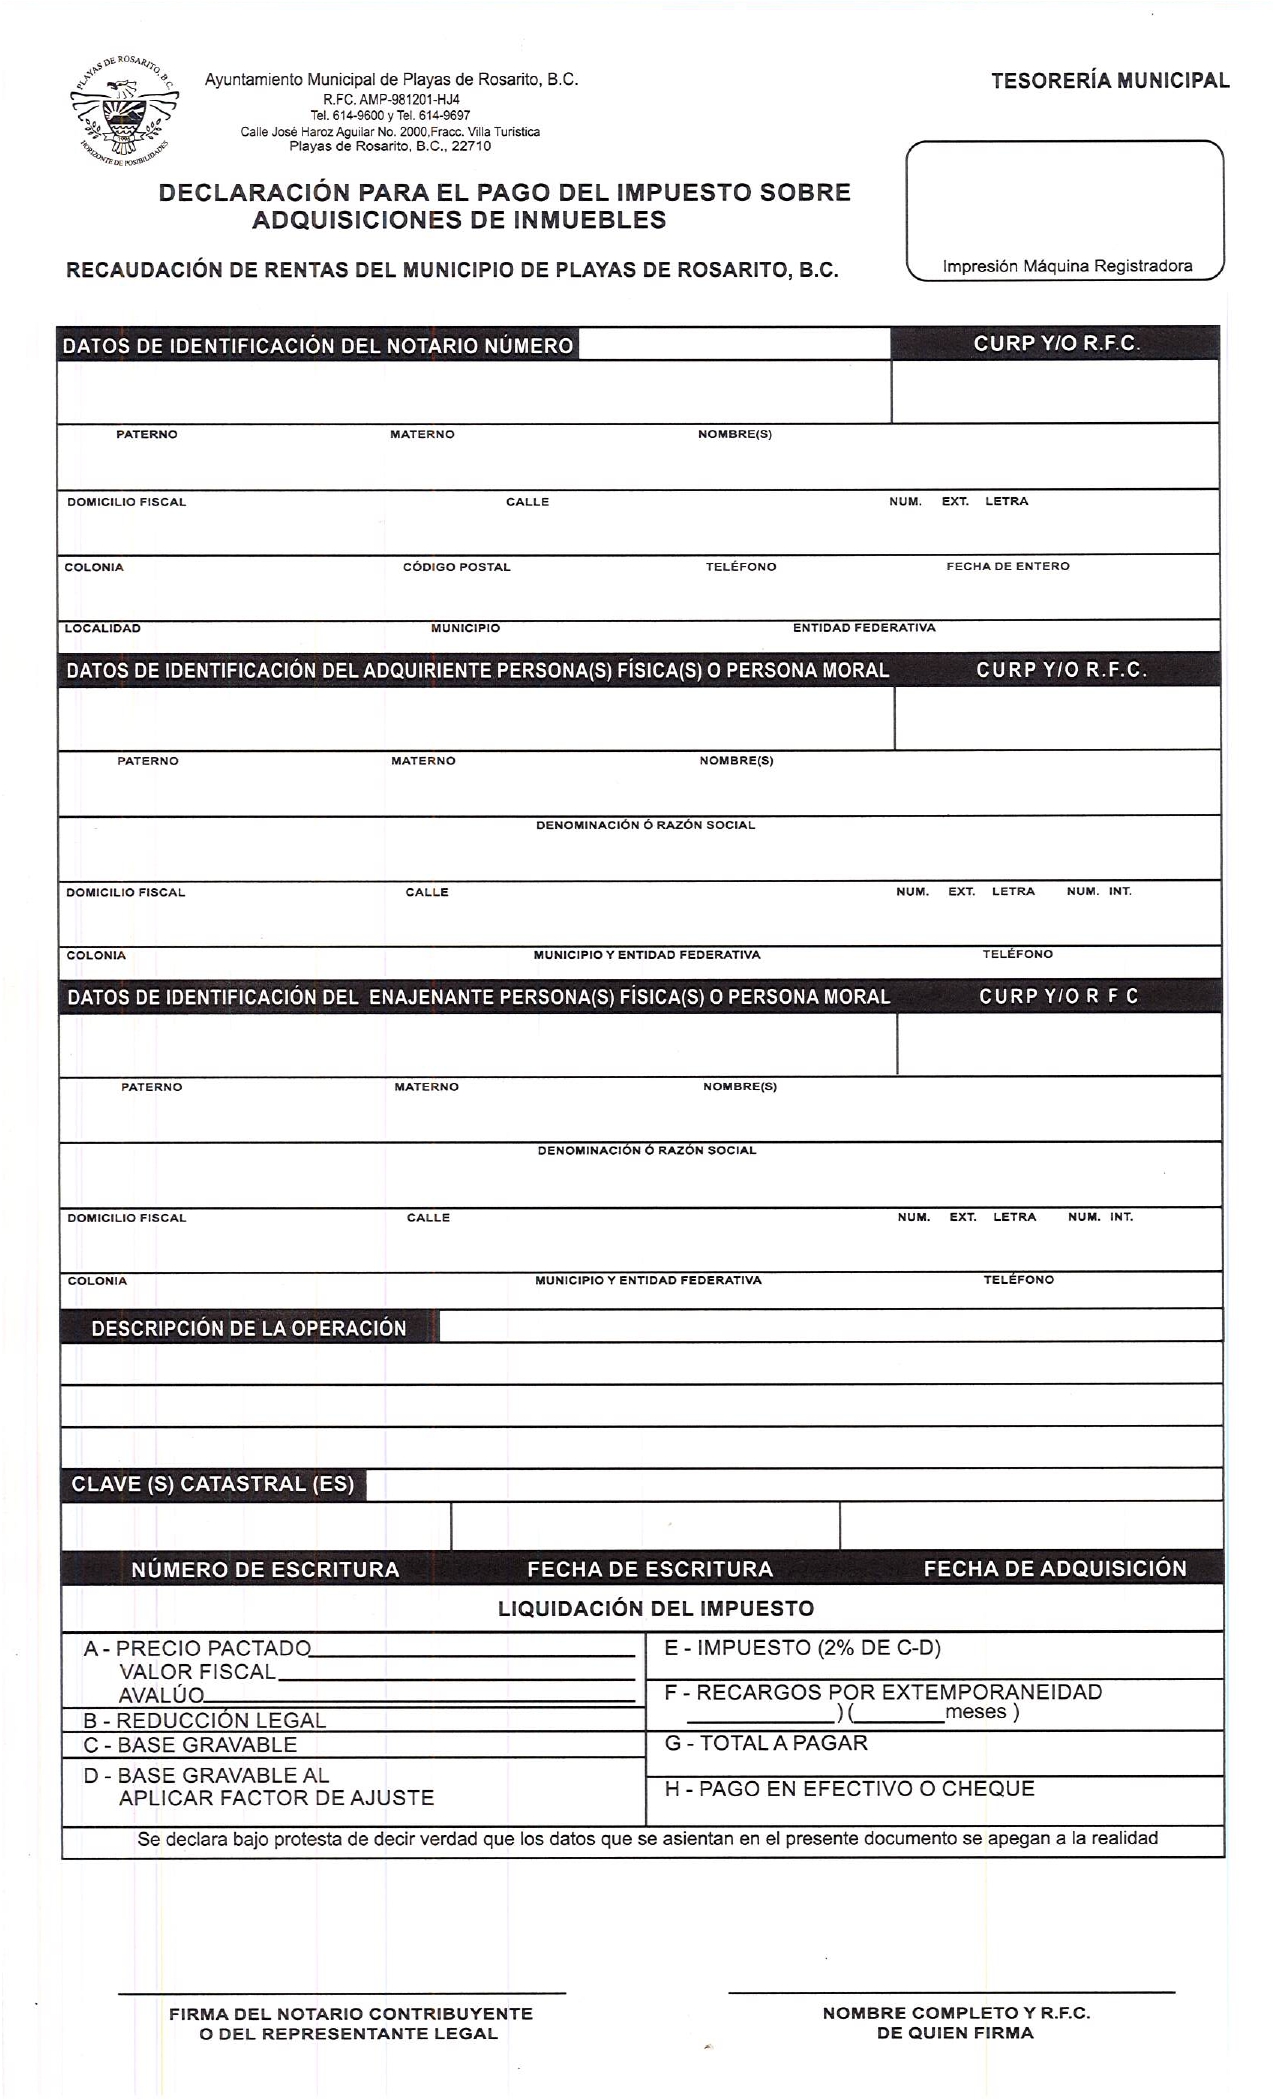 PLAYAS DE ROSARITO, B.C.
HORIZONTE DE POSIBILIDADES
Ayuntamiento Municipal de Playas de Rosarito, B.C.
R.FC. AMP-981201-HJ4
Tel. 614-9600 y Tel. 614-9697
Calle José Haroz Aguilar No. 2000,Fracc. Villa Turistica
Playas de Rosarito, B.C., 22710
TESORERÍA MUNICIPAL
DECLARACIÓN PARA EL PAGO DEL IMPUESTO SOBRE
ADQUISICIONES DE INMUEBLES
RECAUDACIÓN DE RENTAS DEL MUNICIPIO DE PLAYAS DE ROSARITO, B.C.
Impresión Máquina Registradora
DATOS DE IDENTIFICACIÓN DEL NOTARIO NÚMERO CURP Y/O R.F.C.
PATERNO MATERNO NOMBRE(S)
DOMICILIO FISCAL CALLE NUM. EXT. LETRA
COLONIA CÓDIGO POSTAL TELÉFONO FECHA DE ENTERO
LOCALIDAD MUNICIPIO ENTIDAD FEDERATIVA
DATOS DE IDENTIFICACIÓN DEL ADQUIRIENTE PERSONA(S) FÍSICA(S) O PERSONA MORAL CURP Y/O R.F.C.
PATERNO MATERNO NOMBRE(S)
DENOMINACIÓN Ó RAZÓN SOCIAL
DOMICILIO FISCAL CALLE NUM. EXT. LETRA NUM. INT.
COLONIA MUNICIPIO Y ENTIDAD FEDERATIVA TELÉFONO
DATOS DE IDENTIFICACIÓN DEL ENAJENANTE PERSONA(S) FÍSICA(S) O PERSONA MORAL CURP Y/O R F C
PATERNO MATERNO NOMBRE(S)
DENOMINACIÓN Ó RAZÓN SOCIAL
DOMICILIO FISCAL CALLE NUM. EXT. LETRA NUM. INT.
COLONIA MUNICIPIO Y ENTIDAD FEDERATIVA TELÉFONO
DESCRIPCIÓN DE LA OPERACIÓN
CLAVE (S) CATASTRAL (ES)
NÚMERO DE ESCRITURA FECHA DE ESCRITURA FECHA DE ADQUISICIÓN
LIQUIDACIÓN DEL IMPUESTO
A - PRECIO PACTADO
VALOR FISCAL
AVALÚO
B - REDUCCIÓN LEGAL
C - BASE GRAVABLE
D - BASE GRAVABLE AL
APLICAR FACTOR DE AJUSTE
E - IMPUESTO (2% DE C-D)
F - RECARGOS POR EXTEMPORANEIDAD
____________) (________meses )
G - TOTAL A PAGAR
H - PAGO EN EFECTIVO O CHEQUE
Se declara bajo protesta de decir verdad que los datos que se asientan en el presente documento se apegan a la realidad
FIRMA DEL NOTARIO CONTRIBUYENTE
O DEL REPRESENTANTE LEGAL
NOMBRE COMPLETO Y R.F.C.
DE QUIEN FIRMA